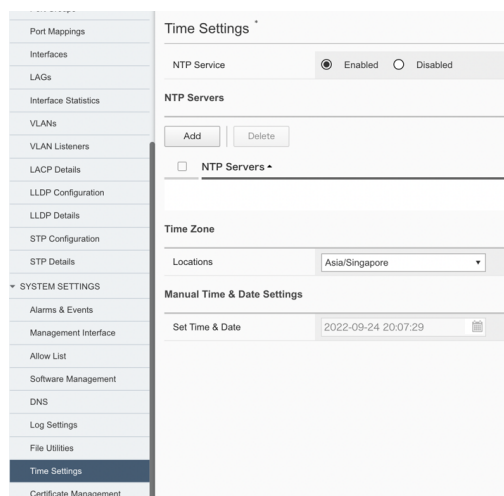 Port Mappings
Interfaces
LAGs
Interface Statistics
VLANs
VLAN Listeners
LACP Details
LLDP Configuration
LLDP Details
STP Configuration
STP Details
SYSTEM SETTINGS
Alarms & Events
Management Interface
Allow List
Software Management
DNS
Log Settings
File Utilities
Time Settings
Certificate Management
Time Settings *
NTP Service Enabled Disabled
NTP Servers
Add Delete
NTP Servers
Time Zone
Locations Asia/Singapore
Manual Time & Date Settings
Set Time & Date 2022-09-24 20:07:29